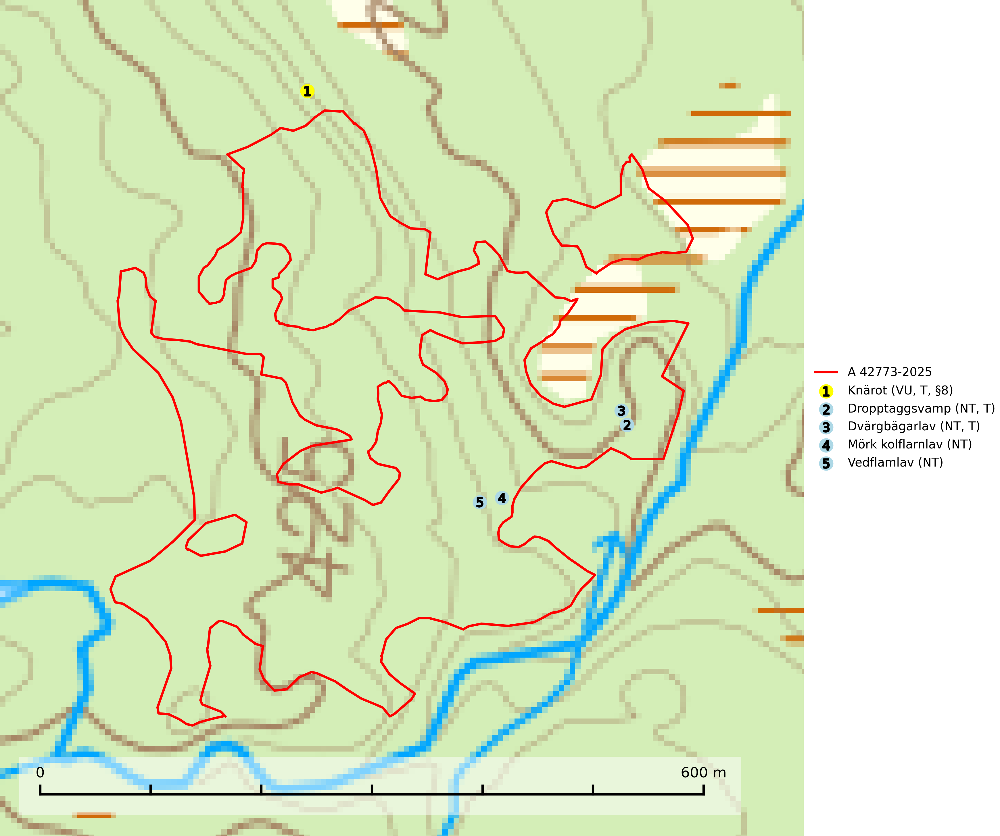 1
3
2
5
4
0
600 m
A 42773-2025
1 Knärot (VU, T, §8)
2 Dropptaggsvamp (NT, T)
3 Dvärgbägarlav (NT, T)
4 Mörk kolflarnlav (NT)
5 Vedflamlav (NT)